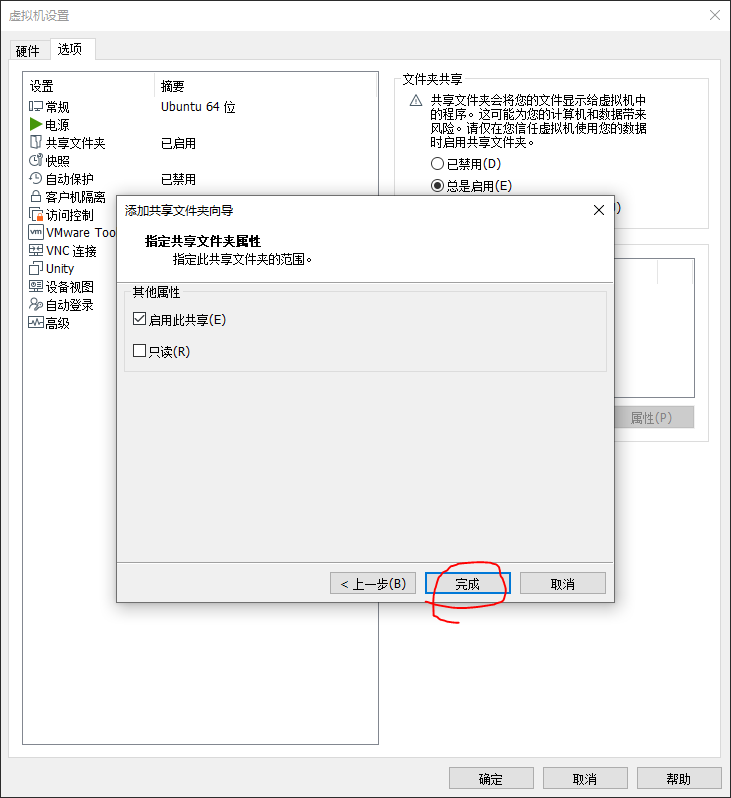 虚拟机设置
硬件 选项
设置 摘要
常规 Ubuntu 64 位
电源
共享文件夹 已启用
快照
自动保护 已禁用
客户机隔离
访问控制
VMware Too
VNC 连接
Unity
设备视图
自动登录
高级
文件夹共享
共享文件夹会将您的文件显示给虚拟机中
的程序。这可能为您的计算机和数据带来
风险。请仅在您信任虚拟机使用您的数据
时启用共享文件夹。
已禁用(D)
总是启用(E)
添加共享文件夹向导
指定共享文件夹属性
指定此共享文件夹的范围。
其他属性
启用此共享(E)
只读(R)
属性(P)
< 上一步(B) 完成 取消
确定 取消 帮助